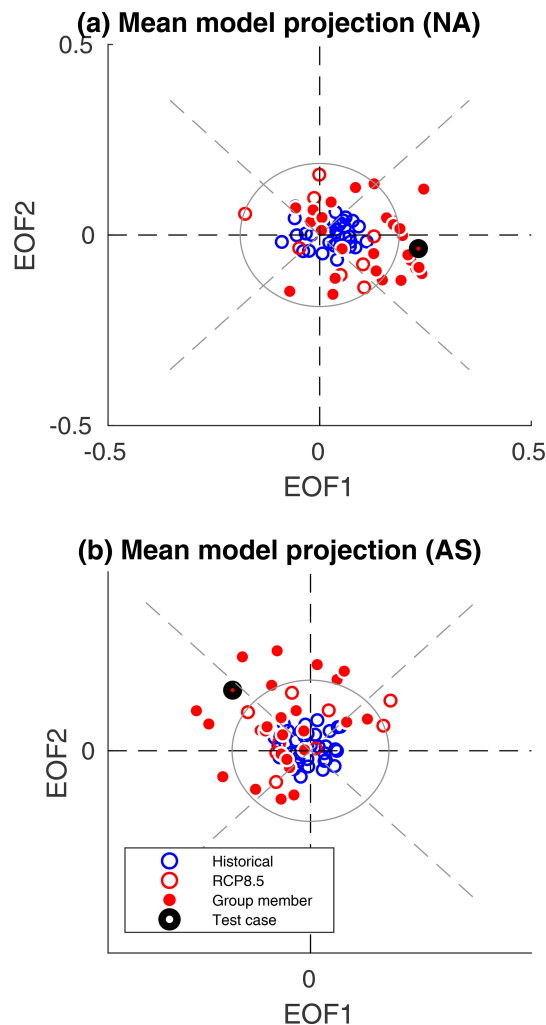 (a) Mean model projection (NA)
0.5
EOF2
0
-0.5
-0.5
0
0.5
EOF1
(b) Mean model projection (AS)
EOF2
0
Historical
RCP8.5
Group member
Test case
0
EOF1